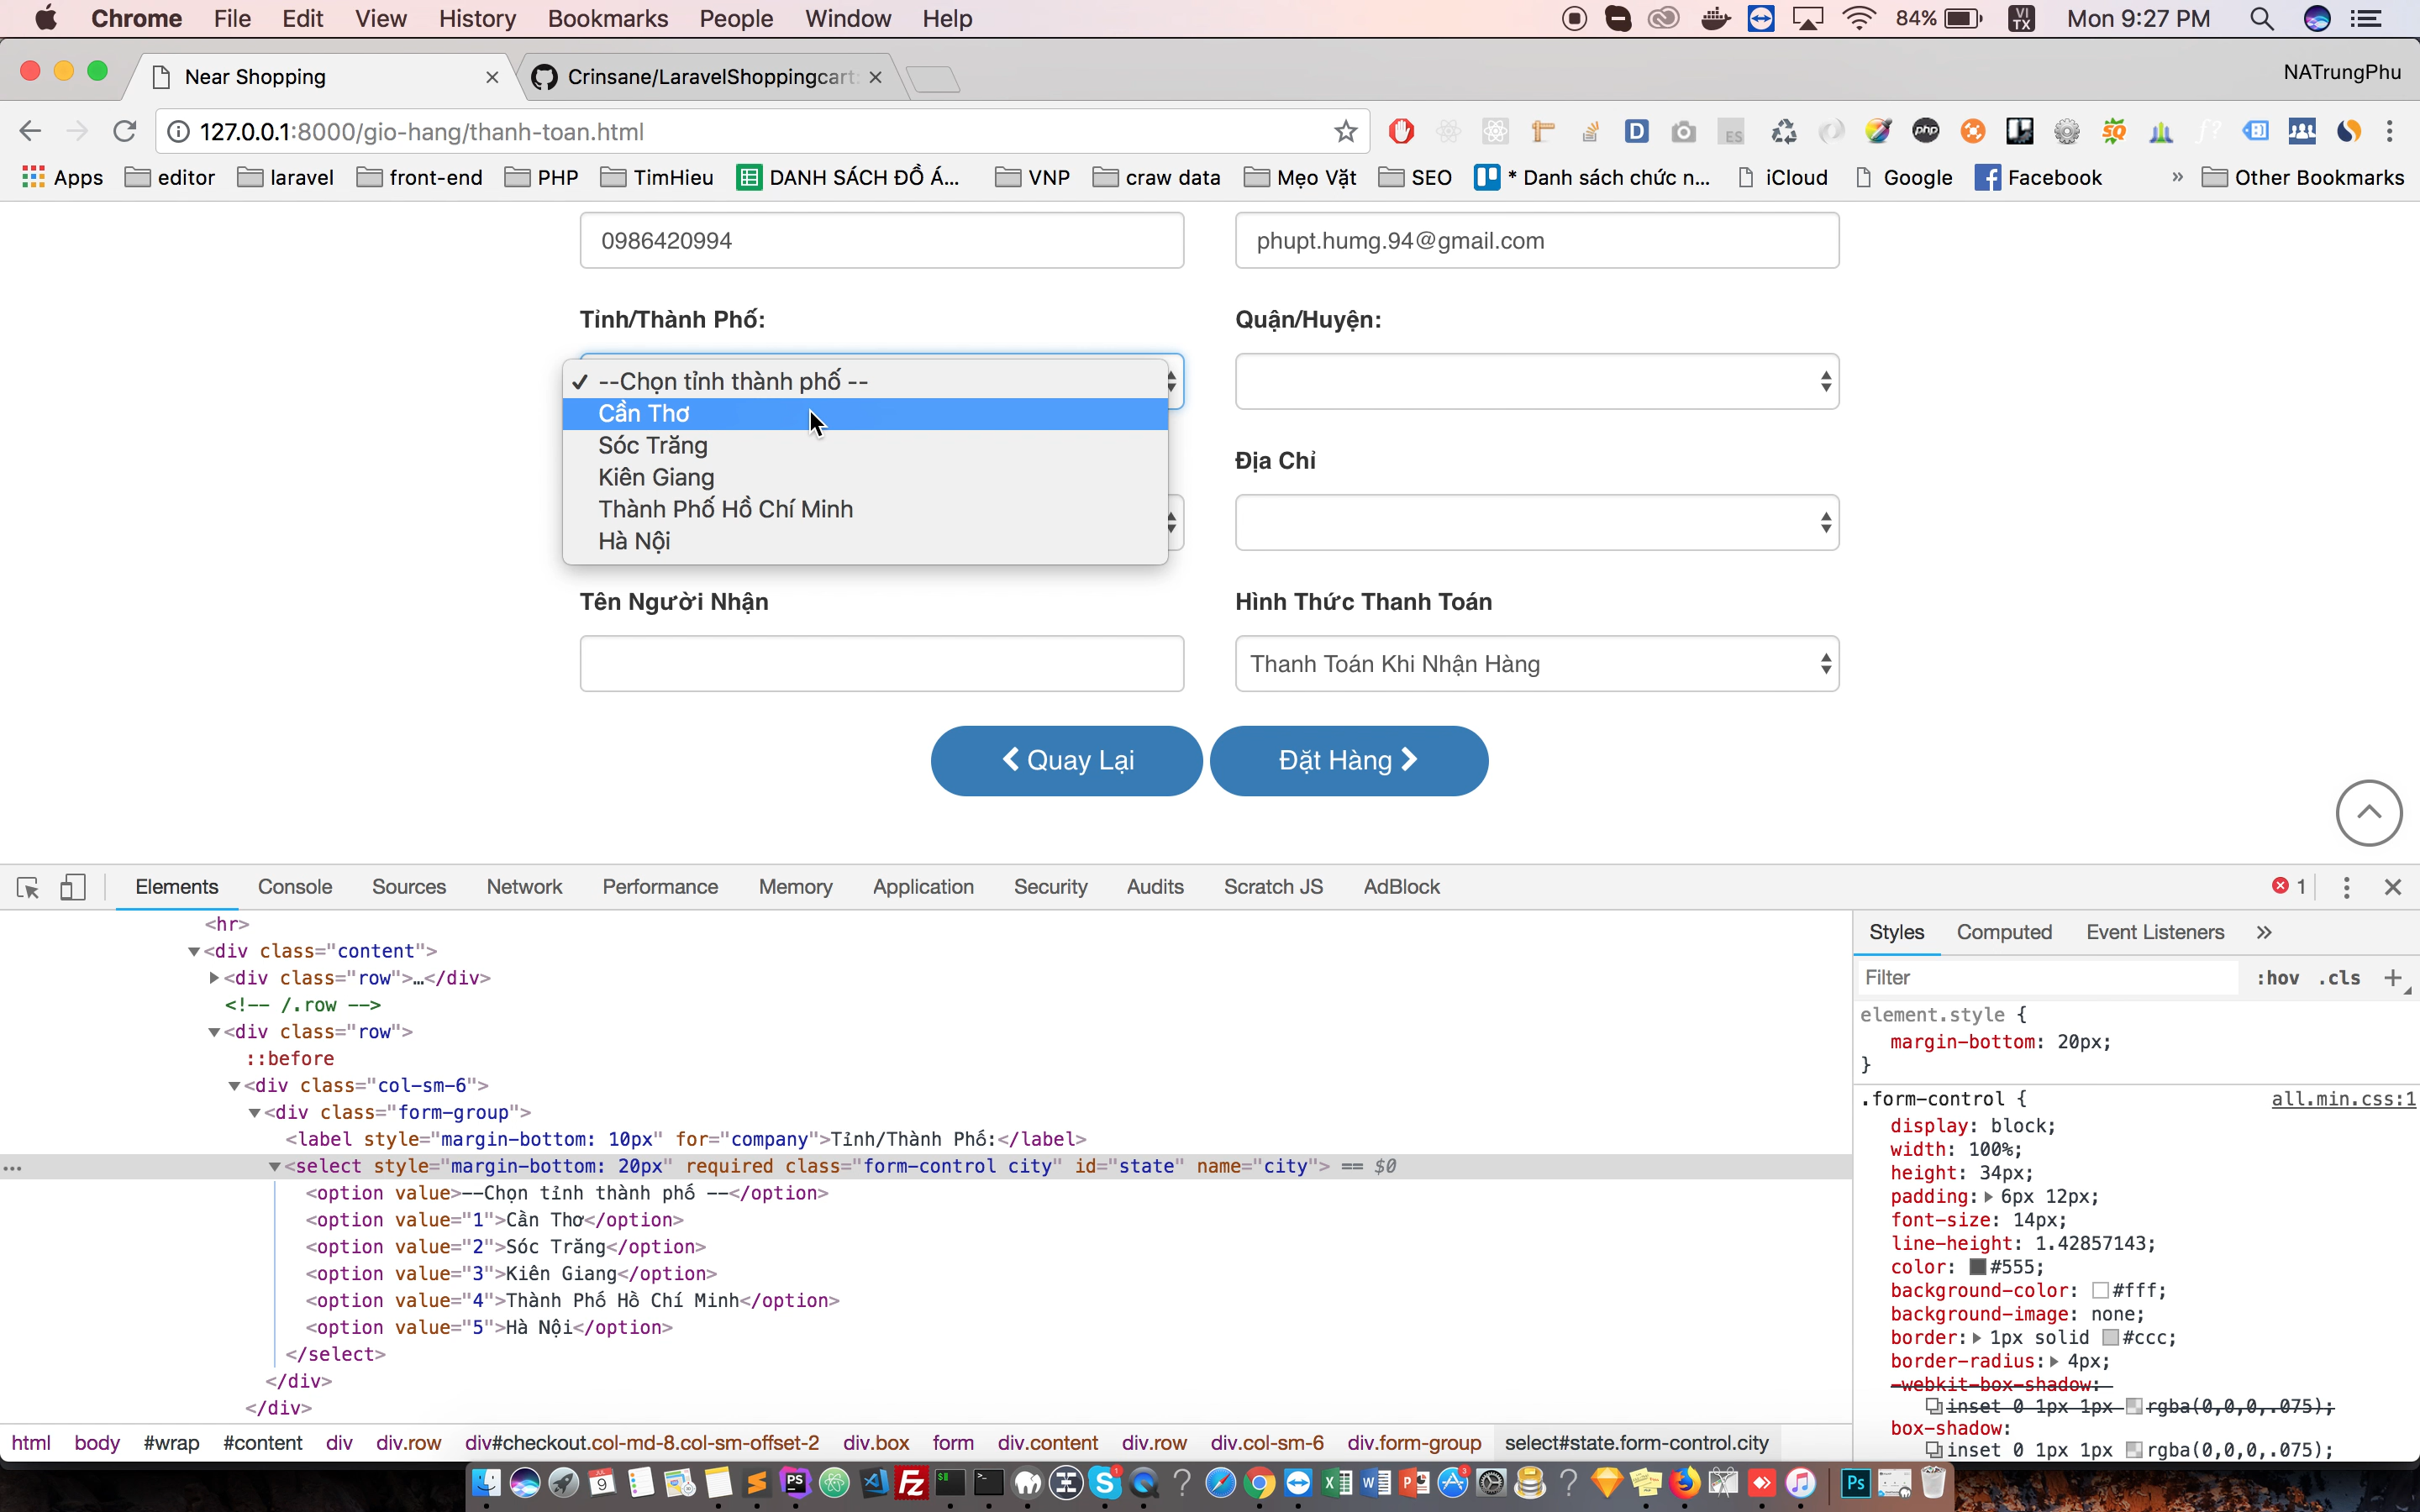 Chrome File Edit View History Bookmarks People Window Help 84% VI TX Mon 9:27 PM
Near Shopping Crinsane/LaravelShoppingcart: NATrungPhu
127.0.0.1:8000/gio-hang/thanh-toan.html
Apps editor laravel front-end PHP TimHieu DANH SÁCH ĐỒ Á... VNP craw data Mẹo Vặt SEO * Danh sách chức n... iCloud Google Facebook » Other Bookmarks
0986420994 phupt.humg.94@gmail.com
Tỉnh/Thành Phố: Quận/Huyện:
✓ --Chọn tỉnh thành phố --
Cần Thơ
Sóc Trăng
Địa Chỉ
Kiên Giang
Thành Phố Hồ Chí Minh
Hà Nội
Tên Người Nhận Hình Thức Thanh Toán
Thanh Toán Khi Nhận Hàng
Quay Lại Đặt Hàng
Elements Console Sources Network Performance Memory Application Security Audits Scratch JS AdBlock 1
<hr>
<div class="content">
<div class="row">…</div>
<!-- /.row -->
<div class="row">
::before
<div class="col-sm-6">
<div class="form-group">
<label style="margin-bottom: 10px" for="company">Tỉnh/Thành Phố:</label>
... <select style="margin-bottom: 20px" required class="form-control city" id="state" name="city"> == $0
<option value>--Chọn tỉnh thành phố --</option>
<option value="1">Cần Thơ</option>
<option value="2">Sóc Trăng</option>
<option value="3">Kiên Giang</option>
<option value="4">Thành Phố Hồ Chí Minh</option>
<option value="5">Hà Nội</option>
</select>
</div>
</div>
html body #wrap #content div div.row div#checkout.col-md-8.col-sm-offset-2 div.box form div.content div.row div.col-sm-6 div.form-group select#state.form-control.city
Styles Computed Event Listeners »
Filter :hov .cls +
element.style {
margin-bottom: 20px;
}
.form-control { all.min.css:1
display: block;
width: 100%;
height: 34px;
padding: 6px 12px;
font-size: 14px;
line-height: 1.42857143;
color: #555;
background-color: #fff;
background-image: none;
border: 1px solid #ccc;
border-radius: 4px;
-webkit-box-shadow:
inset 0 1px 1px rgba(0,0,0,.075);
box-shadow:
inset 0 1px 1px rgba(0,0,0,.075);